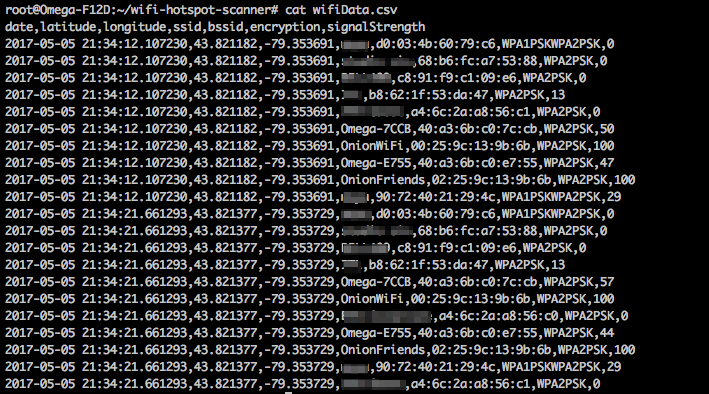 root@Omega-F12D:~/wifi-hotspot-scanner# cat wifiData.csv
date,latitude,longitude,ssid,bssid,encryption,signalStrength
2017-05-05 21:34:12.107230,43.821182,-79.353691,,d0:03:4b:60:79:c6,WPA1PSKWPA2PSK,0
2017-05-05 21:34:12.107230,43.821182,-79.353691,,68:b6:fc:a7:53:88,WPA2PSK,0
2017-05-05 21:34:12.107230,43.821182,-79.353691,,c8:91:f9:c1:09:e6,WPA2PSK,0
2017-05-05 21:34:12.107230,43.821182,-79.353691,,b8:62:1f:53:da:47,WPA2PSK,13
2017-05-05 21:34:12.107230,43.821182,-79.353691,,a4:6c:2a:a8:56:c1,WPA2PSK,0
2017-05-05 21:34:12.107230,43.821182,-79.353691,Omega-7CCB,40:a3:6b:c0:7c:cb,WPA2PSK,50
2017-05-05 21:34:12.107230,43.821182,-79.353691,OnionWiFi,00:25:9c:13:9b:6b,WPA2PSK,100
2017-05-05 21:34:12.107230,43.821182,-79.353691,Omega-E755,40:a3:6b:c0:e7:55,WPA2PSK,47
2017-05-05 21:34:12.107230,43.821182,-79.353691,OnionFriends,02:25:9c:13:9b:6b,WPA2PSK,100
2017-05-05 21:34:12.107230,43.821182,-79.353691,,90:72:40:21:29:4c,WPA1PSKWPA2PSK,29
2017-05-05 21:34:21.661293,43.821377,-79.353729,,d0:03:4b:60:79:c6,WPA1PSKWPA2PSK,0
2017-05-05 21:34:21.661293,43.821377,-79.353729,,68:b6:fc:a7:53:88,WPA2PSK,0
2017-05-05 21:34:21.661293,43.821377,-79.353729,,c8:91:f9:c1:09:e6,WPA2PSK,0
2017-05-05 21:34:21.661293,43.821377,-79.353729,,b8:62:1f:53:da:47,WPA2PSK,13
2017-05-05 21:34:21.661293,43.821377,-79.353729,Omega-7CCB,40:a3:6b:c0:7c:cb,WPA2PSK,57
2017-05-05 21:34:21.661293,43.821377,-79.353729,OnionWiFi,00:25:9c:13:9b:6b,WPA2PSK,100
2017-05-05 21:34:21.661293,43.821377,-79.353729,,a4:6c:2a:a8:56:c0,WPA2PSK,0
2017-05-05 21:34:21.661293,43.821377,-79.353729,Omega-E755,40:a3:6b:c0:e7:55,WPA2PSK,44
2017-05-05 21:34:21.661293,43.821377,-79.353729,OnionFriends,02:25:9c:13:9b:6b,WPA2PSK,100
2017-05-05 21:34:21.661293,43.821377,-79.353729,,90:72:40:21:29:4c,WPA1PSKWPA2PSK,29
2017-05-05 21:34:21.661293,43.821377,-79.353729,,a4:6c:2a:a8:56:c1,WPA2PSK,0